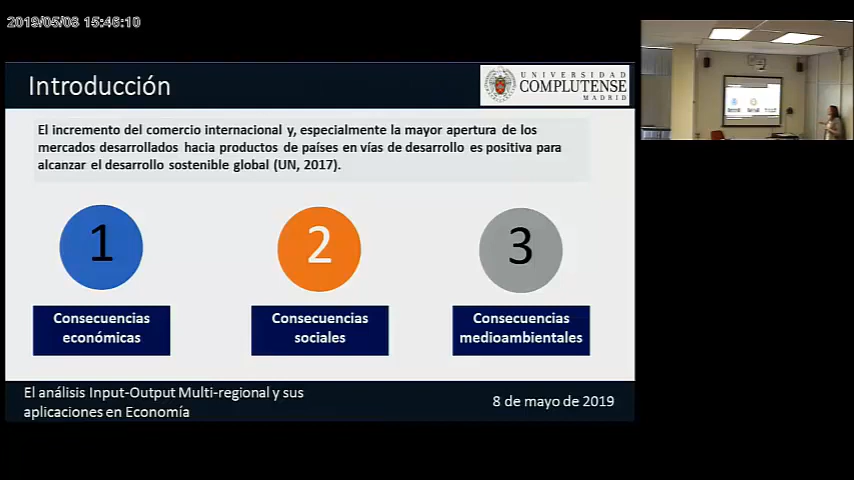 2019/05/08 15:46:10
Introducción
UNIVERSIDAD
COMPLUTENSE
MADRID
El incremento del comercio internacional y, especialmente la mayor apertura de los
mercados desarrollados hacia productos de países en vías de desarrollo es positiva para
alcanzar el desarrollo sostenible global (UN, 2017).
1
2
3
Consecuencias
económicas
Consecuencias
sociales
Consecuencias
medioambientales
El análisis Input-Output Multi-regional y sus
aplicaciones en Economía
8 de mayo de 2019